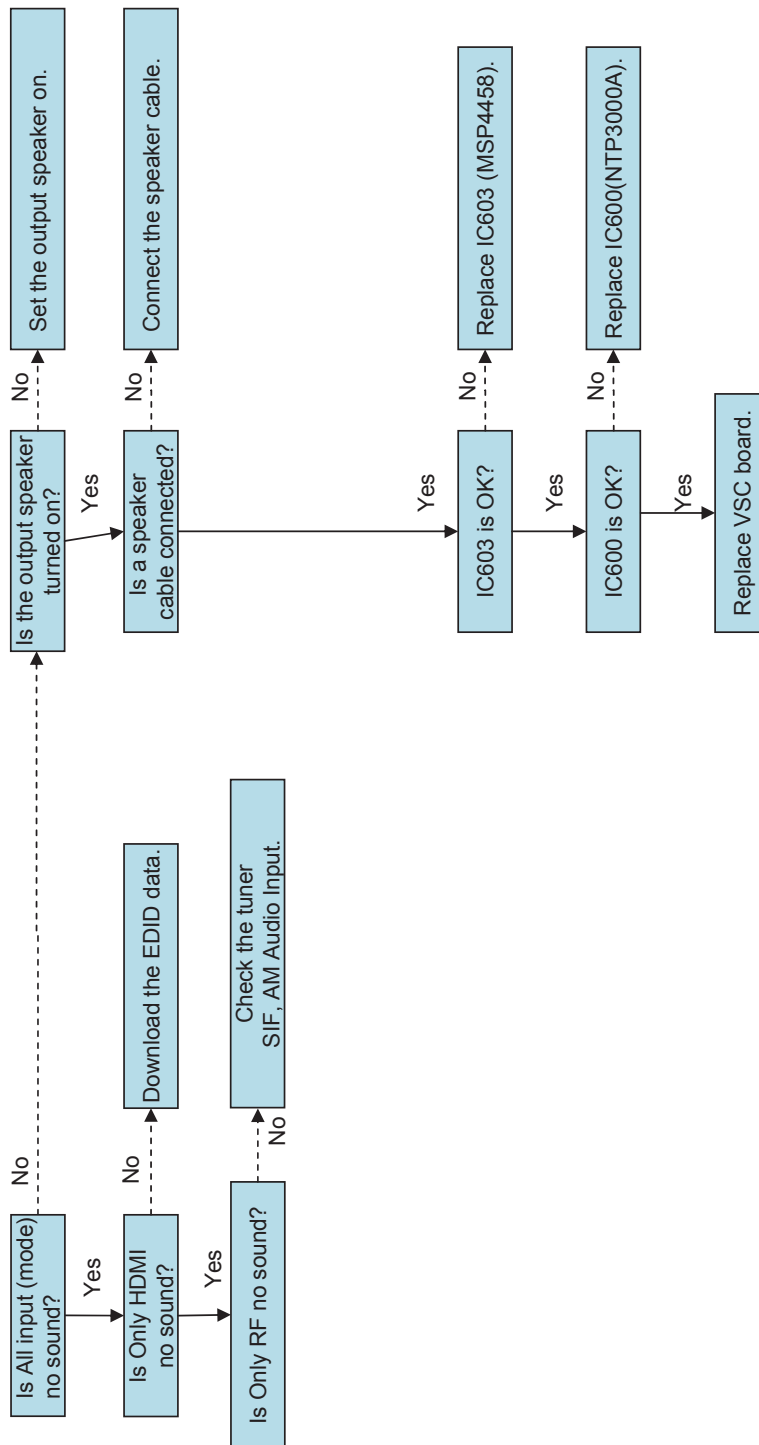 Is All input (mode)
no sound?
No
Yes
Is Only HDMI
no sound?
No
Download the EDID data.
Yes
Is Only RF no sound?
No
Check the tuner
SIF, AM Audio Input.
Is the output speaker
turned on?
No
Set the output speaker on.
Yes
Is a speaker
cable connected?
No
Connect the speaker cable.
Yes
IC603 is OK?
No
Replace IC603 (MSP4458).
Yes
IC600 is OK?
No
Replace IC600(NTP3000A).
Yes
Replace VSC board.